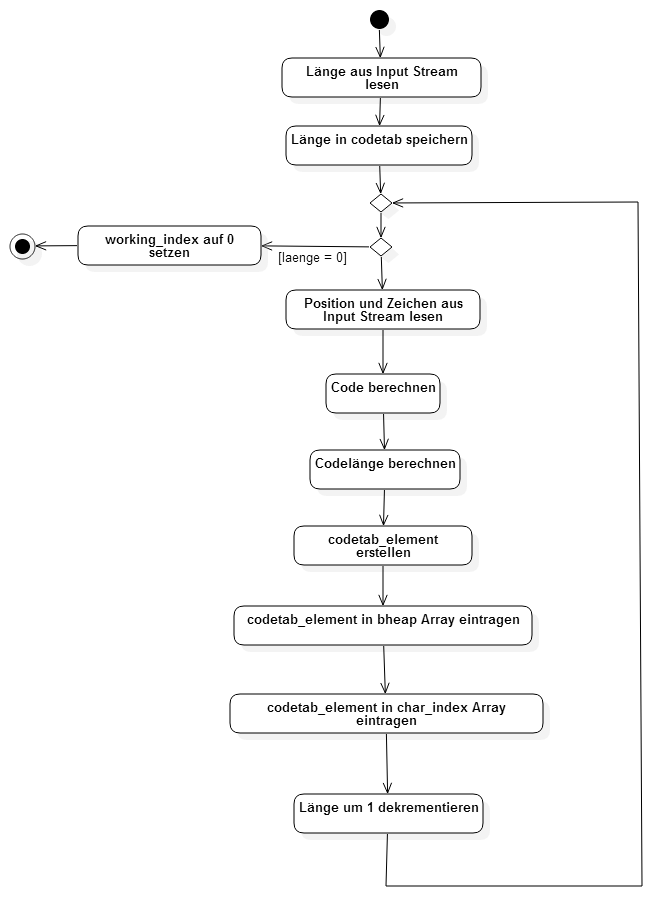 Länge aus Input Stream
lesen
Länge in codetab speichern
working_index auf 0
setzen
[laenge = 0]
Position und Zeichen aus
Input Stream lesen
Code berechnen
Codelänge berechnen
codetab_element
erstellen
codetab_element in bheap Array eintragen
codetab_element in char_index Array
eintragen
Länge um 1 dekrementieren